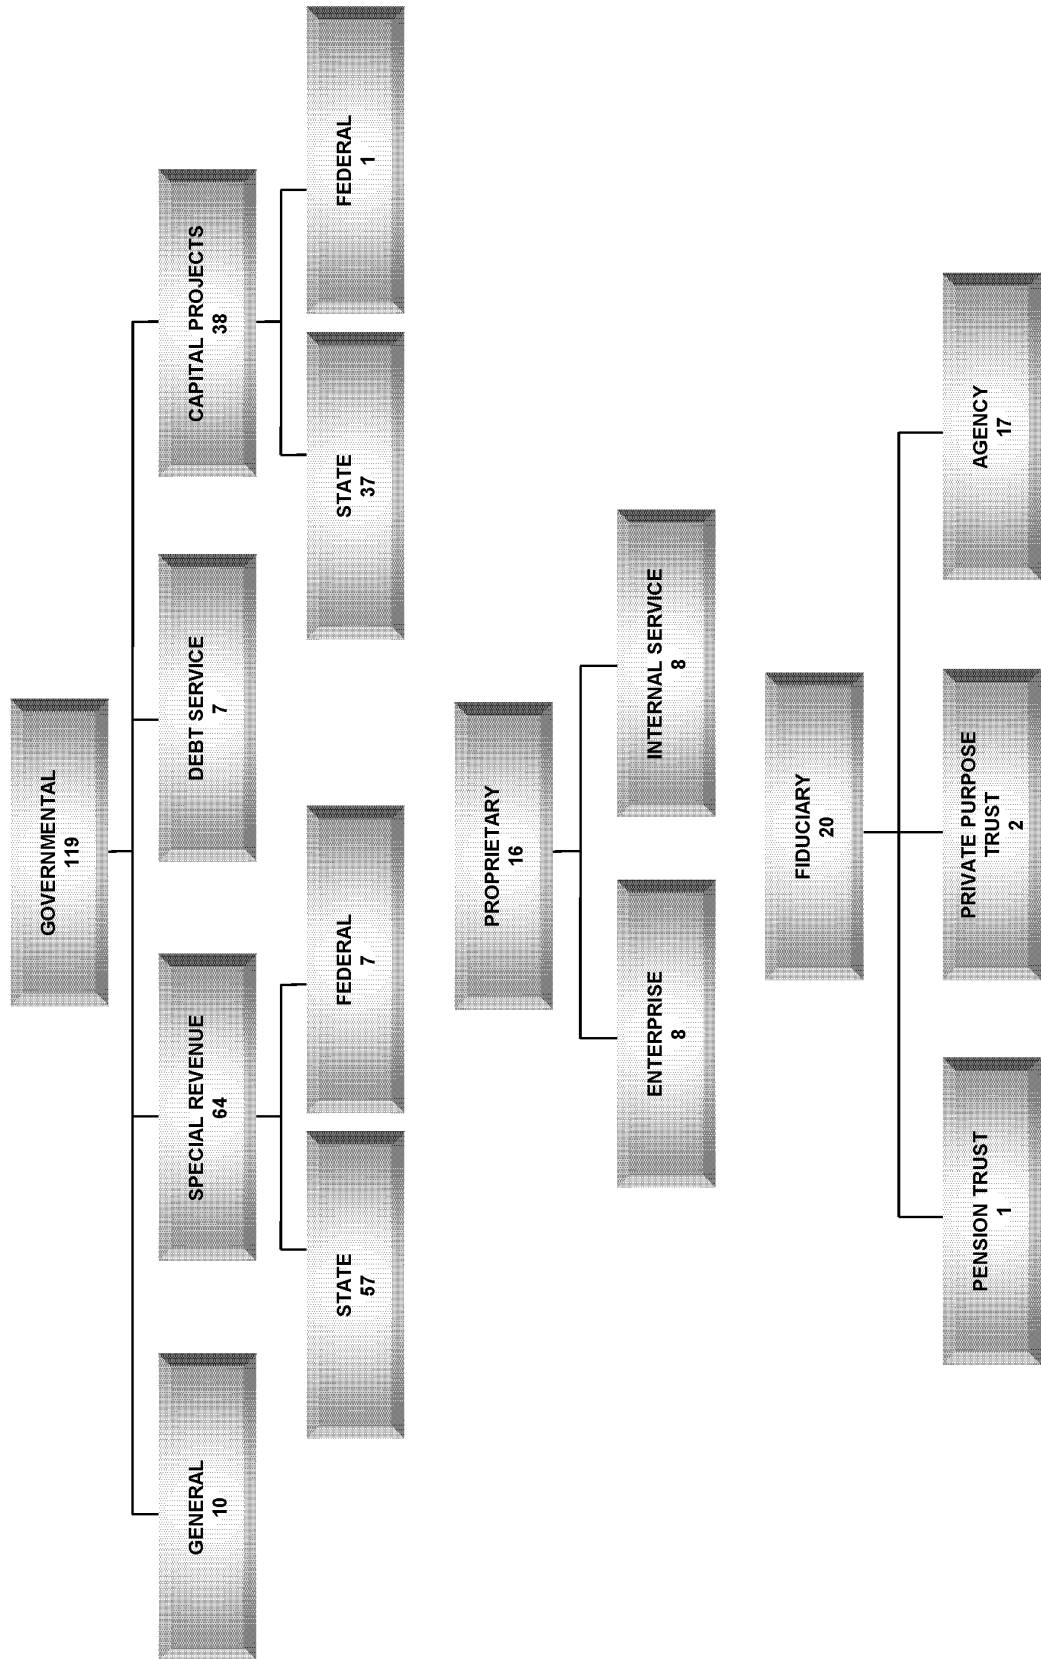 GOVERNMENTAL
119
GENERAL
10
SPECIAL REVENUE
64
DEBT SERVICE
7
CAPITAL PROJECTS
38
STATE
57
FEDERAL
7
STATE
37
FEDERAL
1
PROPRIETARY
16
ENTERPRISE
8
INTERNAL SERVICE
8
FIDUCIARY
20
PENSION TRUST
1
PRIVATE PURPOSE
TRUST
2
AGENCY
17